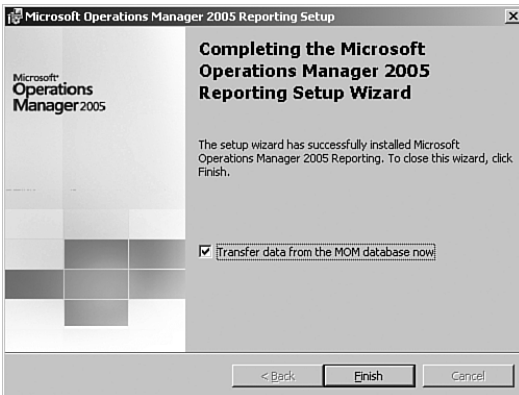 Microsoft Operations Manager 2005 Reporting Setup
Completing the Microsoft
Operations Manager 2005
Reporting Setup Wizard
Microsoft
Operations
Manager 2005
The setup wizard has successfully installed Microsoft
Operations Manager 2005 Reporting. To close this wizard, click
Finish.
Transfer data from the MOM database now
< Back
Finish
Cancel